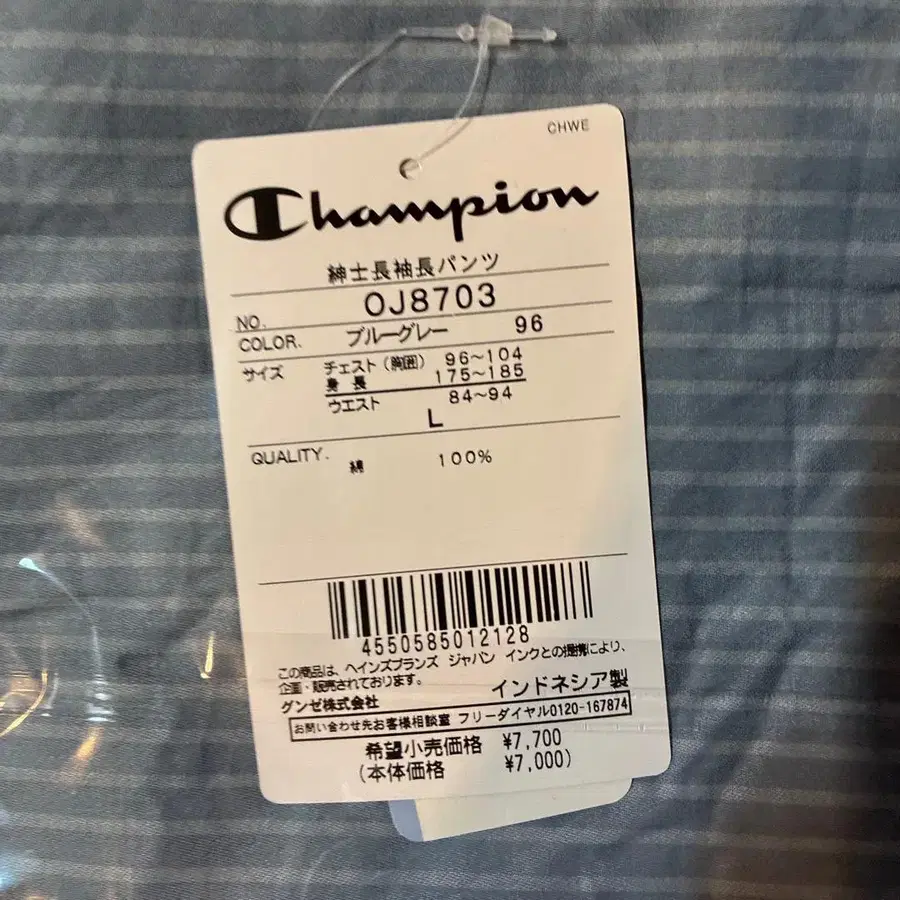 CHWE
Champion
紳士長袖長パンツ
NO. OJ8703
COLOR. ブルーグレー 96
サイズ チェスト(胸囲) 96〜104
身長 175〜185
ウエスト 84〜94
L
QUALITY. 綿 100%
4550585012128
この商品は、ヘインズブランズ ジャパン インクとの提携により、
企画・販売されております。
インドネシア製
グンゼ株式会社
お問い合わせ先お客様相談室 フリーダイヤル0120-167874
希望小売価格 ¥7,700
(本体価格 ¥7,000)